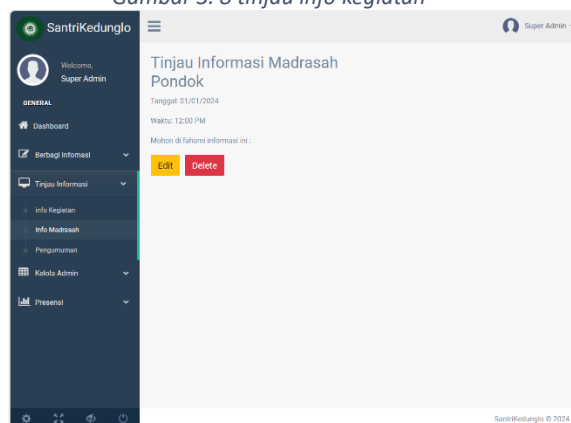 Gambar 3. 8 tinjau info kegiatan
SantriKedunglo
Super Admin
Welcome,
Super Admin
GENERAL
Dashboard
Berbagi Infomasi
Tinjau Informasi
info Kegiatan
Info Madrasah
Pengumuman
Kelola Admin
Presensi
Tinjau Informasi Madrasah
Pondok
Tanggal: 01/01/2024
Waktu: 12:00 PM
Mohon di fahami informasi ini :
Edit Delete
SantriKedunglo © 2024